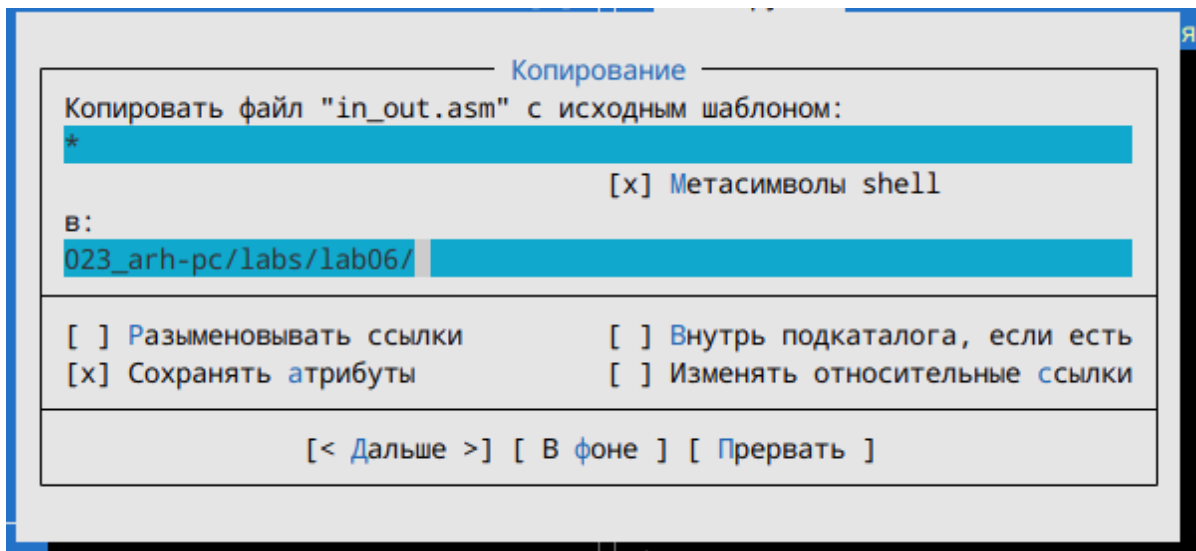 Копирование
Копировать файл "in_out.asm" с исходным шаблоном:
*
[x] Метасимволы shell
в:
023_arh-pc/labs/lab06/
[ ] Разыменовывать ссылки [ ] Внутрь подкаталога, если есть
[x] Сохранять атрибуты [ ] Изменять относительные ссылки
[< Дальше >] [ В фоне ] [ Прервать ]